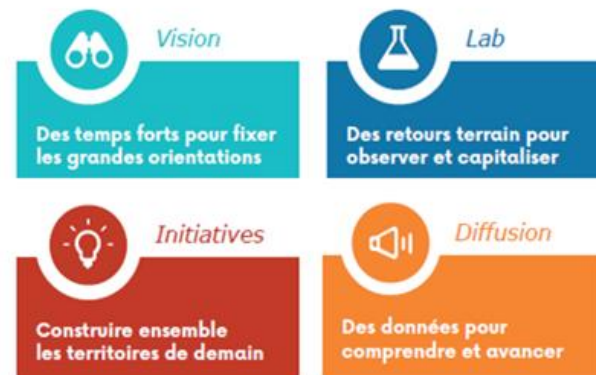 Vision
Des temps forts pour fixer
les grandes orientations
Lab
Des retours terrain pour
observer et capitaliser
Initiatives
Construire ensemble
les territoires de demain
Diffusion
Des données pour
comprendre et avancer